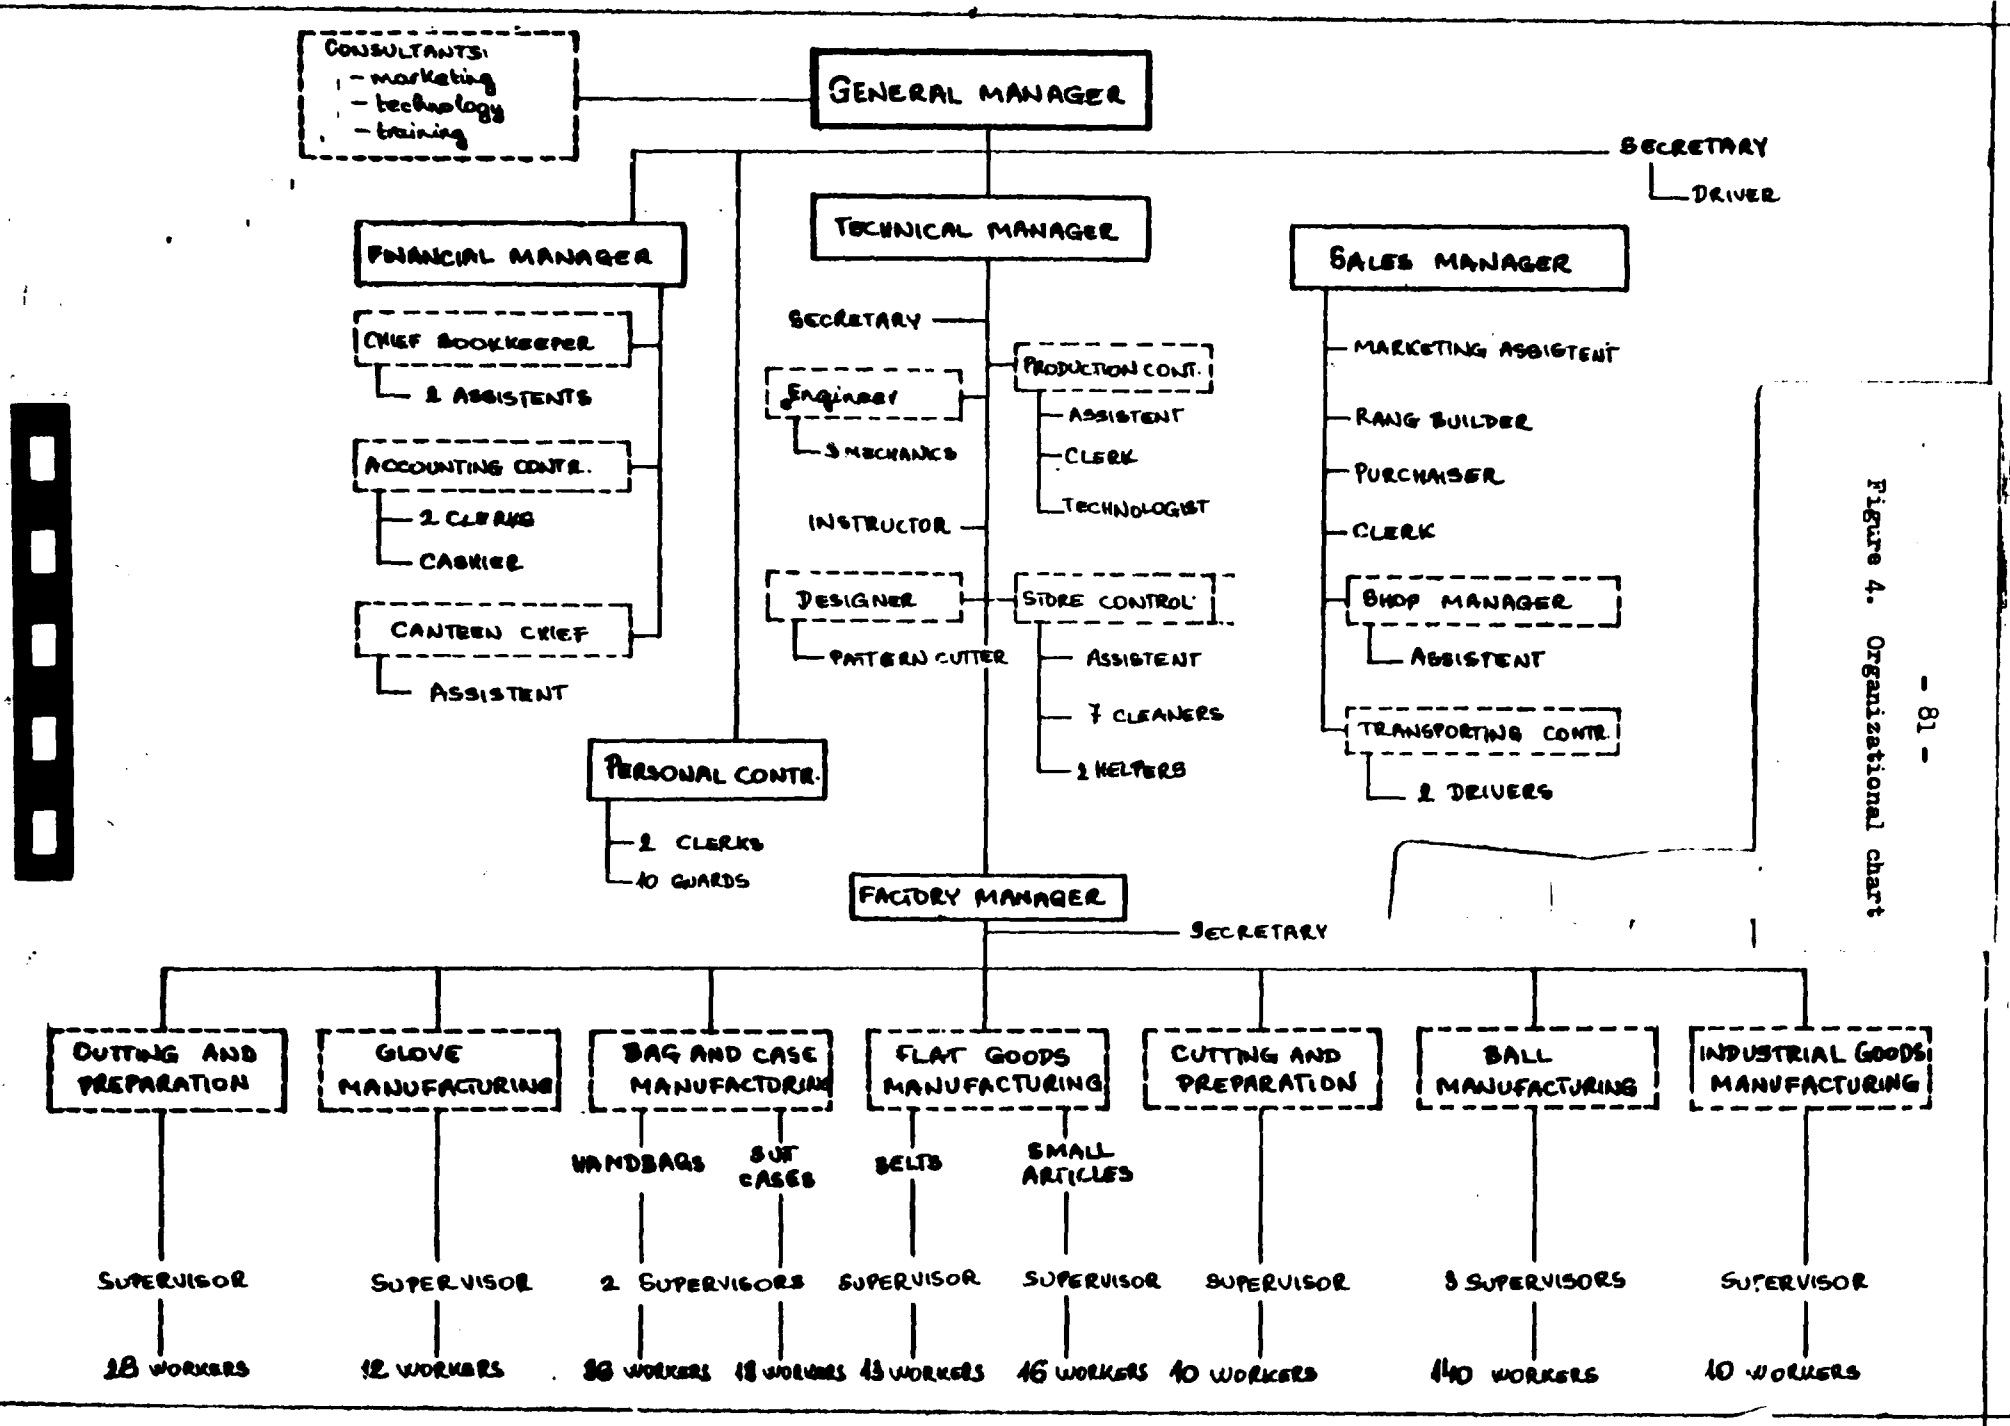 CONSULTANTS:
- marketing
- technology
- training
GENERAL MANAGER
SECRETARY
DRIVER
FINANCIAL MANAGER
TECHNICAL MANAGER
SALES MANAGER
CHIEF BOOKKEEPER
2 ASSISTENTS
ACCOUNTING CONTR.
2 CLERKS
CASHIER
CANTEEN CHIEF
ASSISTENT
PERSONAL CONTR.
2 CLERKS
10 GUARDS
SECRETARY
Engineer
MECHANICS
INSTRUCTOR
DESIGNER
PATTERN CUTTER
PRODUCTION CONT.
ASSISTENT
CLERK
TECHNOLOGIST
STORE CONTROL
ASSISTENT
7 CLEANERS
2 HELPERS
MARKETING ASSISTENT
RANG BUILDER
PURCHAISER
CLERK
SHOP MANAGER
ASSISTENT
TRANSPORTING CONTR.
2 DRIVERS
FACTORY MANAGER
SECRETARY
CUTTING AND
PREPARATION
GLOVE
MANUFACTURING
BAG AND CASE
MANUFACTURING
FLAT GOODS
MANUFACTURING
CUTTING AND
PREPARATION
BALL
MANUFACTURING
INDUSTRIAL GOODS
MANUFACTURING
HANDBAGS
SUT
CASES
BELTS
SMALL
ARTICLES
SUPERVISOR
SUPERVISOR
2 SUPERVISORS
SUPERVISOR
SUPERVISOR
SUPERVISOR
3 SUPERVISORS
SUPERVISOR
28 WORKERS
12 WORKERS
WORKERS
WORKERS
13 WORKERS
16 WORKERS
10 WORKERS
140 WORKERS
10 WORKERS
- 81 -
Figure 4. Organizational chart